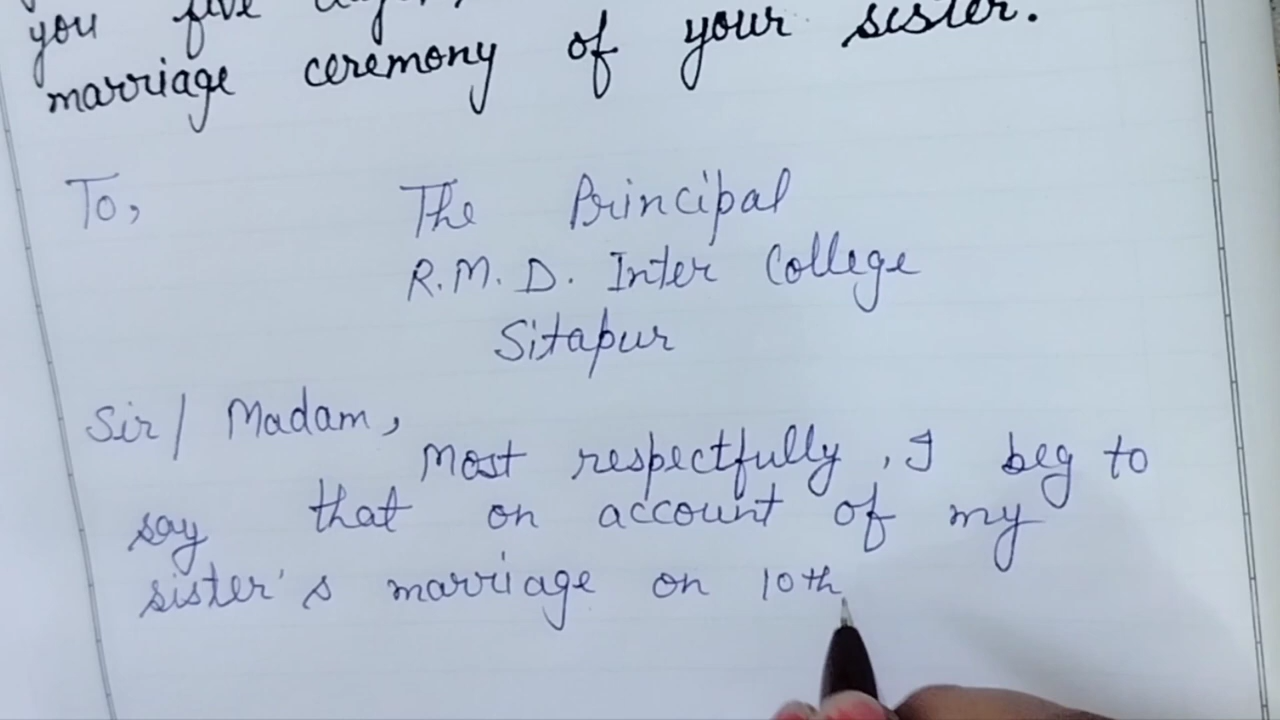 you five
marriage ceremony of your sister.
To, The Principal
R.M.D. Inter College
Sitapur
Sir/ Madam,
Most respectfully, I beg to
say that on account of my
sister's marriage on 10th